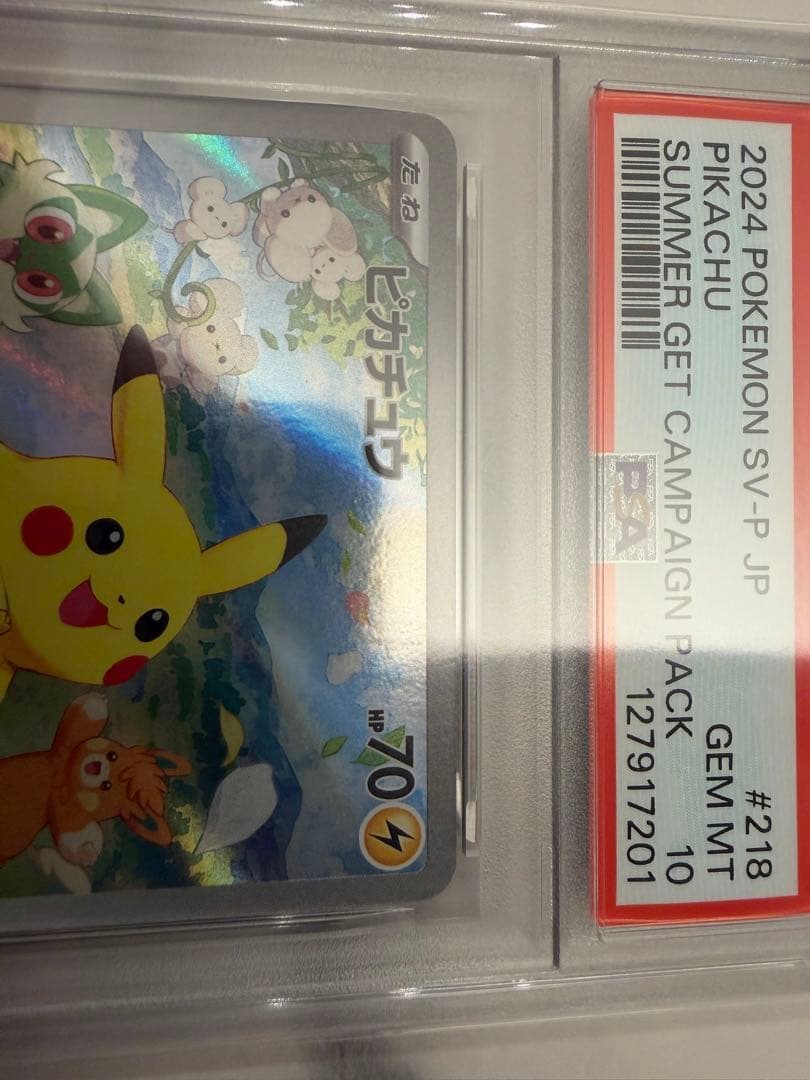 2024 POKEMON SV-P JP #218
PIKACHU GEM MT
SUMMER GET CAMPAIGN PACK 10
127917201
PSA
たね
ピカチュウ
HP70